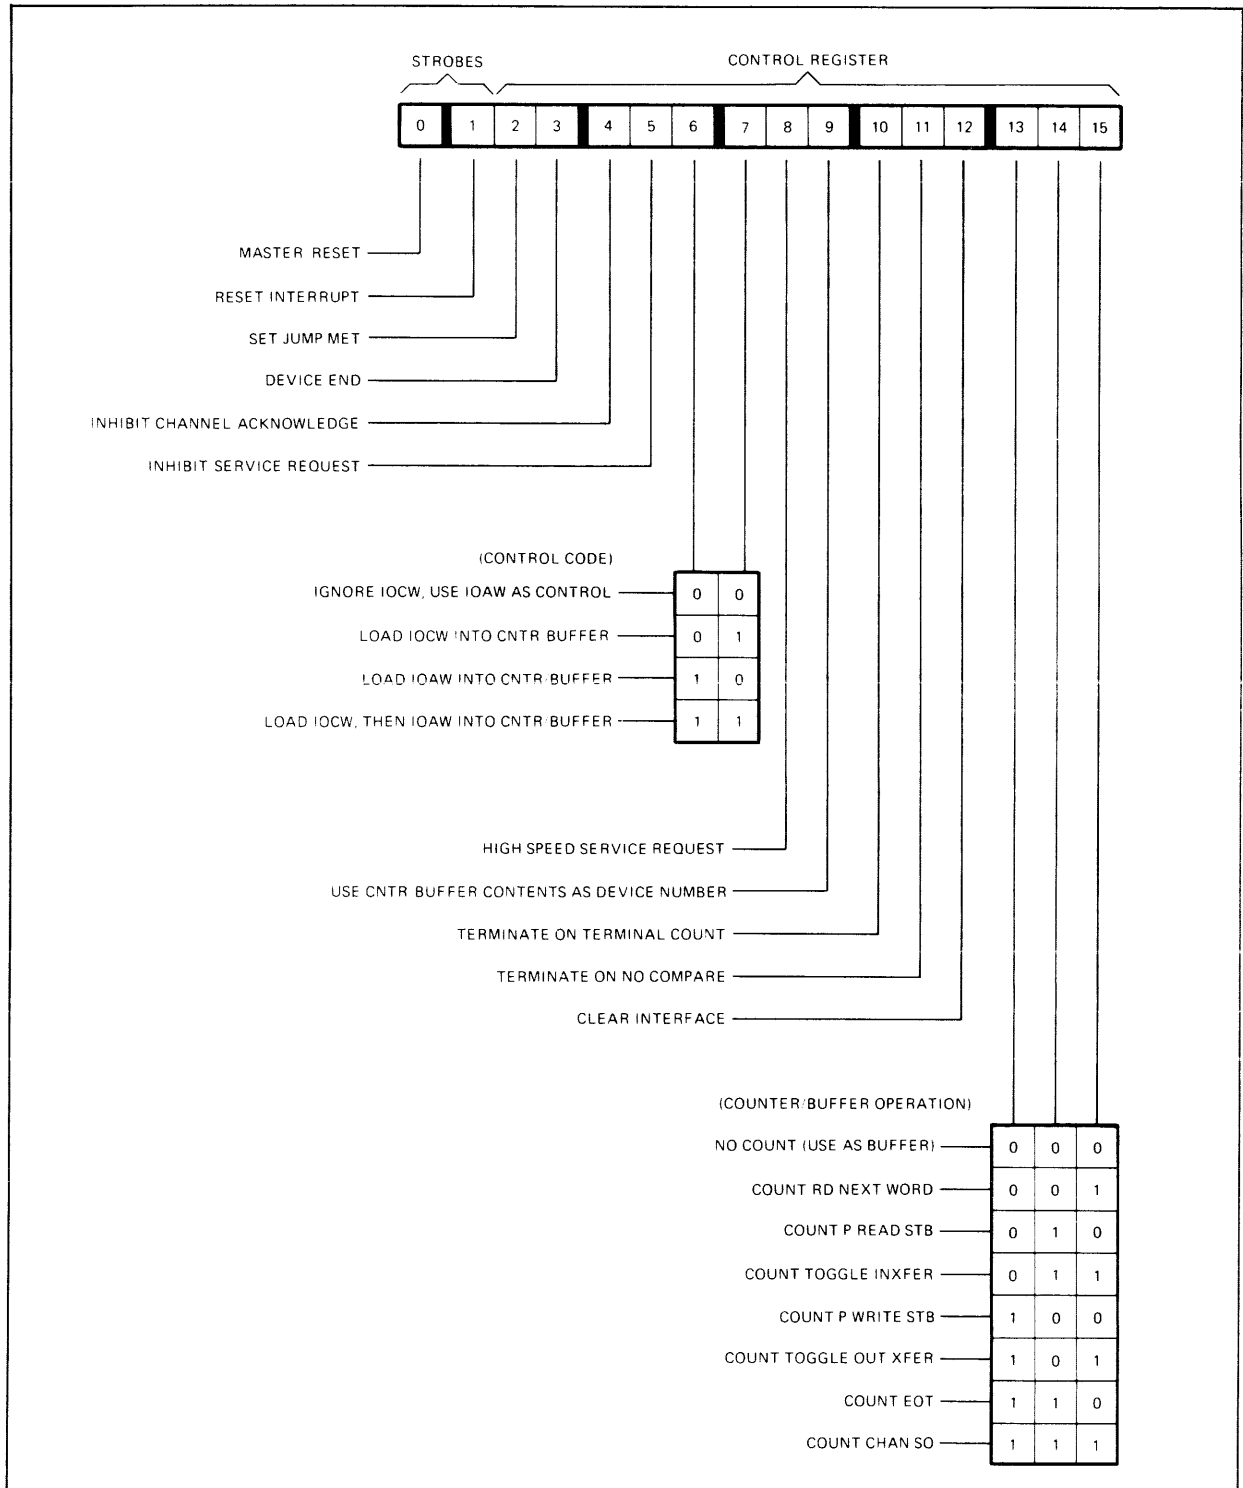 STROBES CONTROL REGISTER
0 1 2 3 4 5 6 7 8 9 10 11 12 13 14 15
MASTER RESET
RESET INTERRUPT
SET JUMP MET
DEVICE END
INHIBIT CHANNEL ACKNOWLEDGE
INHIBIT SERVICE REQUEST
(CONTROL CODE)
IGNORE IOCW, USE IOAW AS CONTROL 0 0
LOAD IOCW INTO CNTR BUFFER 0 1
LOAD IOAW INTO CNTR/BUFFER 1 0
LOAD IOCW, THEN IOAW INTO CNTR/BUFFER 1 1
HIGH SPEED SERVICE REQUEST
USE CNTR BUFFER CONTENTS AS DEVICE NUMBER
TERMINATE ON TERMINAL COUNT
TERMINATE ON NO COMPARE
CLEAR INTERFACE
(COUNTER/BUFFER OPERATION)
NO COUNT (USE AS BUFFER) 0 0 0
COUNT RD NEXT WORD 0 0 1
COUNT P READ STB 0 1 0
COUNT TOGGLE INXFER 0 1 1
COUNT P WRITE STB 1 0 0
COUNT TOGGLE OUT XFER 1 0 1
COUNT EOT 1 1 0
COUNT CHAN SO 1 1 1